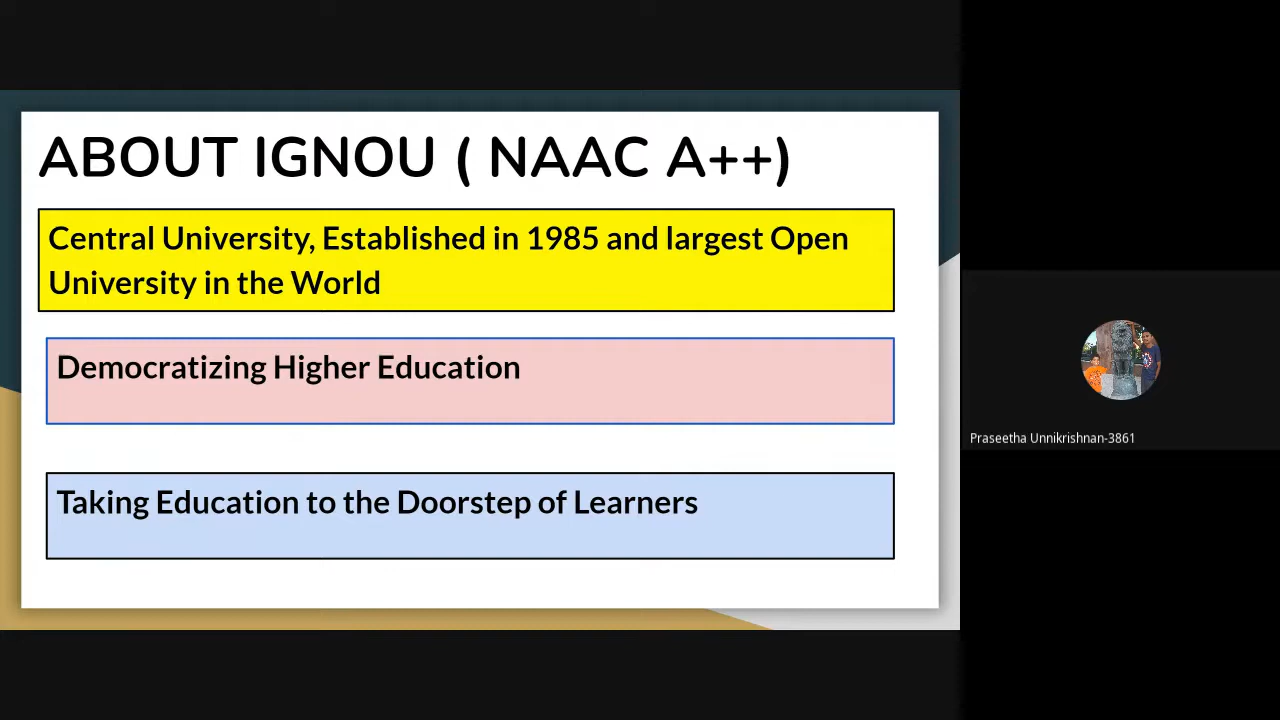 ABOUT IGNOU ( NAAC A++)
Central University, Established in 1985 and largest Open
University in the World
Democratizing Higher Education
Taking Education to the Doorstep of Learners
Praseetha Unnikrishnan-3861